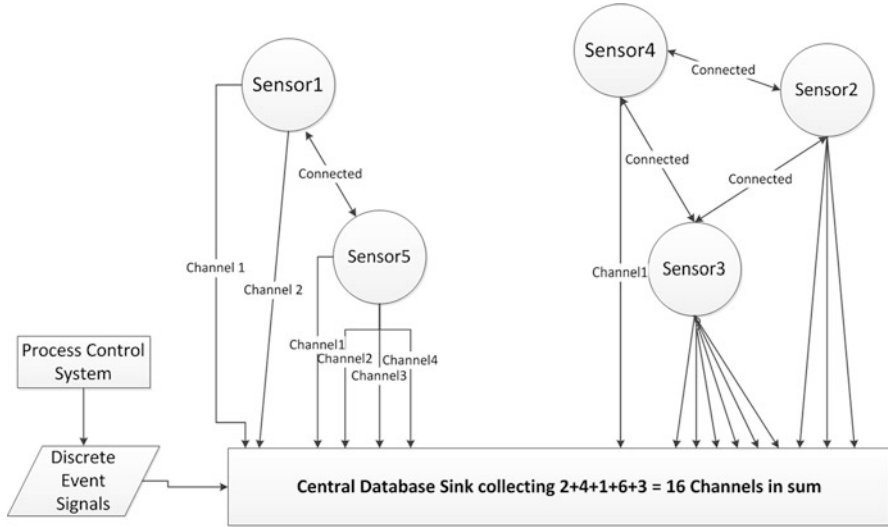 Sensor4
Sensor1
Connected
Sensor2
Connected
Connected
Connected
Sensor5
Sensor3
Channel 1
Channel1
Channel 2
Channel1
Channel2
Channel4
Channel3
Process Control
System
Discrete
Event
Signals
Central Database Sink collecting 2+4+1+6+3 = 16 Channels in sum